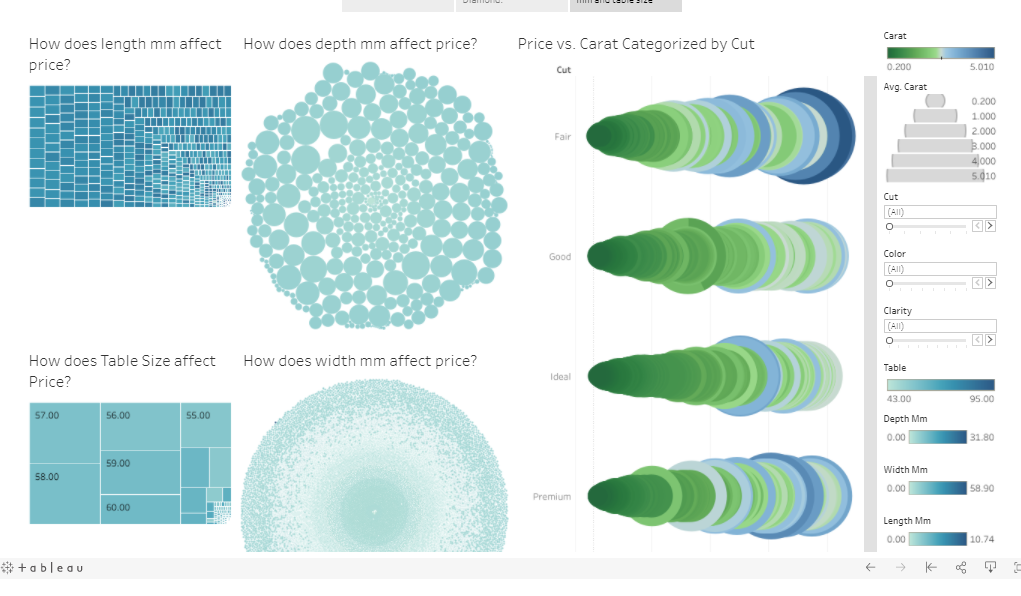 Diamond.
mm and table size
How does length mm affect
price?
How does depth mm affect price?
Price vs. Carat Categorized by Cut
Cut
Fair
Good
Ideal
Premium
How does Table Size affect
Price?
57.00
56.00
55.00
58.00
59.00
60.00
How does width mm affect price?
Carat
0.200 5.010
Avg. Carat
0.200
1.000
2.000
3.000
4.000
5.010
Cut
(All)
Color
(All)
Clarity
(All)
Table
43.00 95.00
Depth Mm
0.00 31.80
Width Mm
0.00 58.90
Length Mm
0.00 10.74
+ a b l e a u